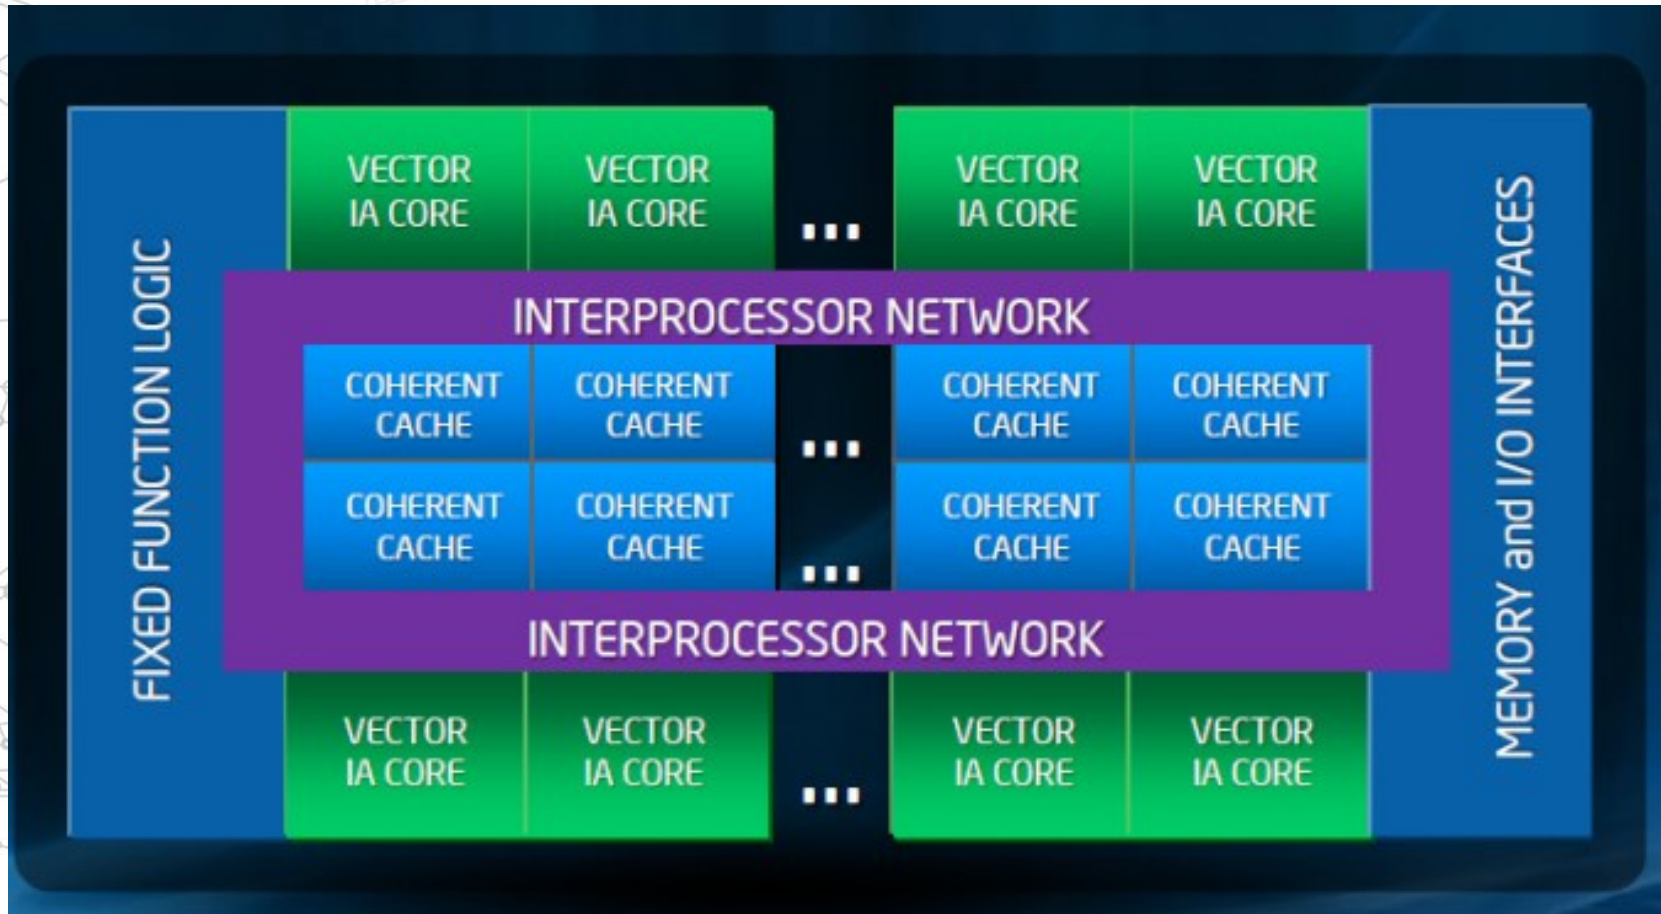 FIXED FUNCTION LOGIC
VECTOR
IA CORE
VECTOR
IA CORE
...
VECTOR
IA CORE
VECTOR
IA CORE
MEMORY and I/O INTERFACES
INTERPROCESSOR NETWORK
COHERENT
CACHE
COHERENT
CACHE
...
COHERENT
CACHE
COHERENT
CACHE
COHERENT
CACHE
COHERENT
CACHE
...
COHERENT
CACHE
COHERENT
CACHE
INTERPROCESSOR NETWORK
VECTOR
IA CORE
VECTOR
IA CORE
...
VECTOR
IA CORE
VECTOR
IA CORE